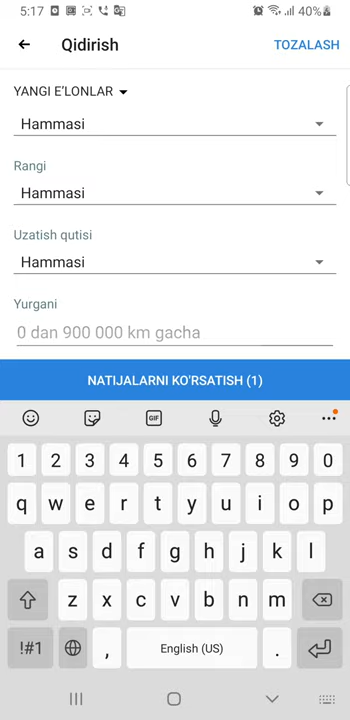 5:17 40%
Qidirish TOZALASH
YANGI E'LONLAR
Hammasi
Rangi
Hammasi
Uzatish qutisi
Hammasi
Yurgani
0 dan 900 000 km gacha
NATIJALARNI KO'RSATISH (1)
GIF
1 2 3 4 5 6 7 8 9 0
q w e r t y u i o p
a s d f g h j k l
z x c v b n m
!#1 , English (US) .